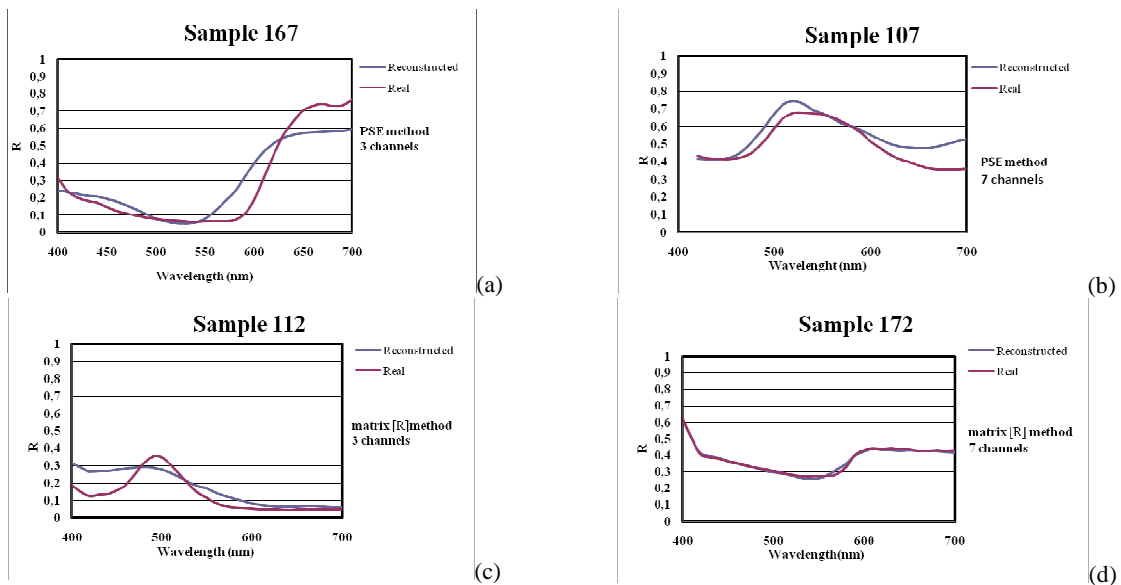 Sample 167
1
0,9
0,8
0,7
0,6
0,5
0,4
0,3
0,2
0,1
0
R
400 450 500 550 600 650 700
Wavelength (nm)
Reconstructed
Real
PSE method
3 channels
(a)
Sample 107
1
0,9
0,8
0,7
0,6
0,5
0,4
0,3
0,2
0,1
0
R
400 500 600 700
Wavelenght (nm)
Reconstructed
Real
PSE method
7 channels
(b)
Sample 112
1
0,9
0,8
0,7
0,6
0,5
0,4
0,3
0,2
0,1
0
R
400 450 500 550 600 650 700
Wavelength (nm)
Reconstructed
Real
matrix [R]method
3 channels
(c)
Sample 172
1
0,9
0,8
0,7
0,6
0,5
0,4
0,3
0,2
0,1
0
R
400 500 600 700
Wavelength(nm)
Reconstructed
Real
matrix [R] method
7 channels
(d)